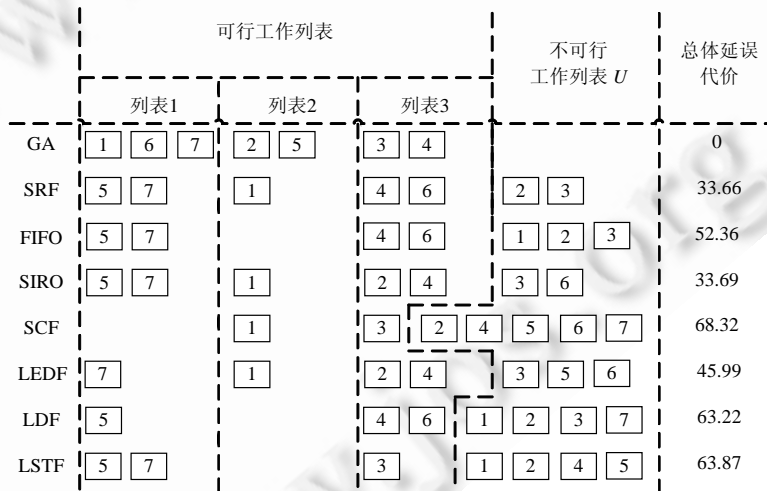 可行工作列表
不可行
工作列表 U
总体延误
代价
列表1 列表2 列表3
GA 1 6 7 2 5 3 4 0
SRF 5 7 1 4 6 2 3 33.66
FIFO 5 7 4 6 1 2 3 52.36
SIRO 5 7 1 2 4 3 6 33.69
SCF 1 3 2 4 5 6 7 68.32
LEDF 7 1 2 4 3 5 6 45.99
LDF 5 4 6 1 2 3 7 63.22
LSTF 5 7 3 1 2 4 5 63.87